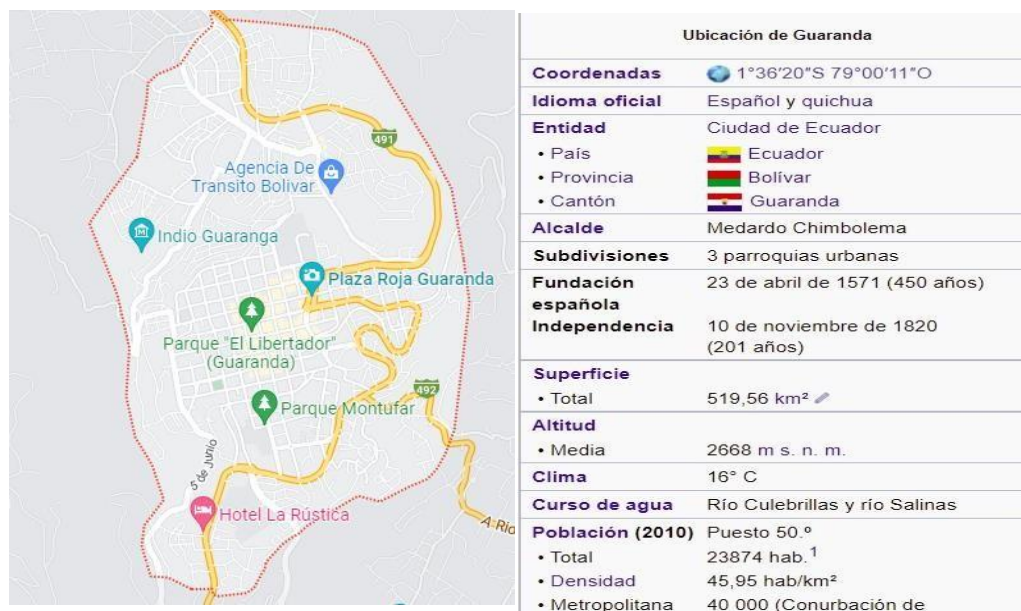 491
Agencia De
Transito Bolivar
Indio Guaranga
Plaza Roja Guaranda
Parque "El Libertador"
(Guaranda)
492
Parque Montufar
5 de Junio
Hotel La Rústica
A Rio
Ubicación de Guaranda
Coordenadas 1°36′20″S 79°00′11″O
Idioma oficial Español y quichua
Entidad Ciudad de Ecuador
• País Ecuador
• Provincia Bolívar
• Cantón Guaranda
Alcalde Medardo Chimbolema
Subdivisiones 3 parroquias urbanas
Fundación 23 de abril de 1571 (450 años)
española
Independencia 10 de noviembre de 1820
(201 años)
Superficie
• Total 519,56 km²
Altitud
• Media 2668 m s. n. m.
Clima 16° C
Curso de agua Río Culebrillas y río Salinas
Población (2010) Puesto 50.º
• Total 23874 hab.1
• Densidad 45,95 hab/km²
• Metropolitana 40 000 (Conurbación de